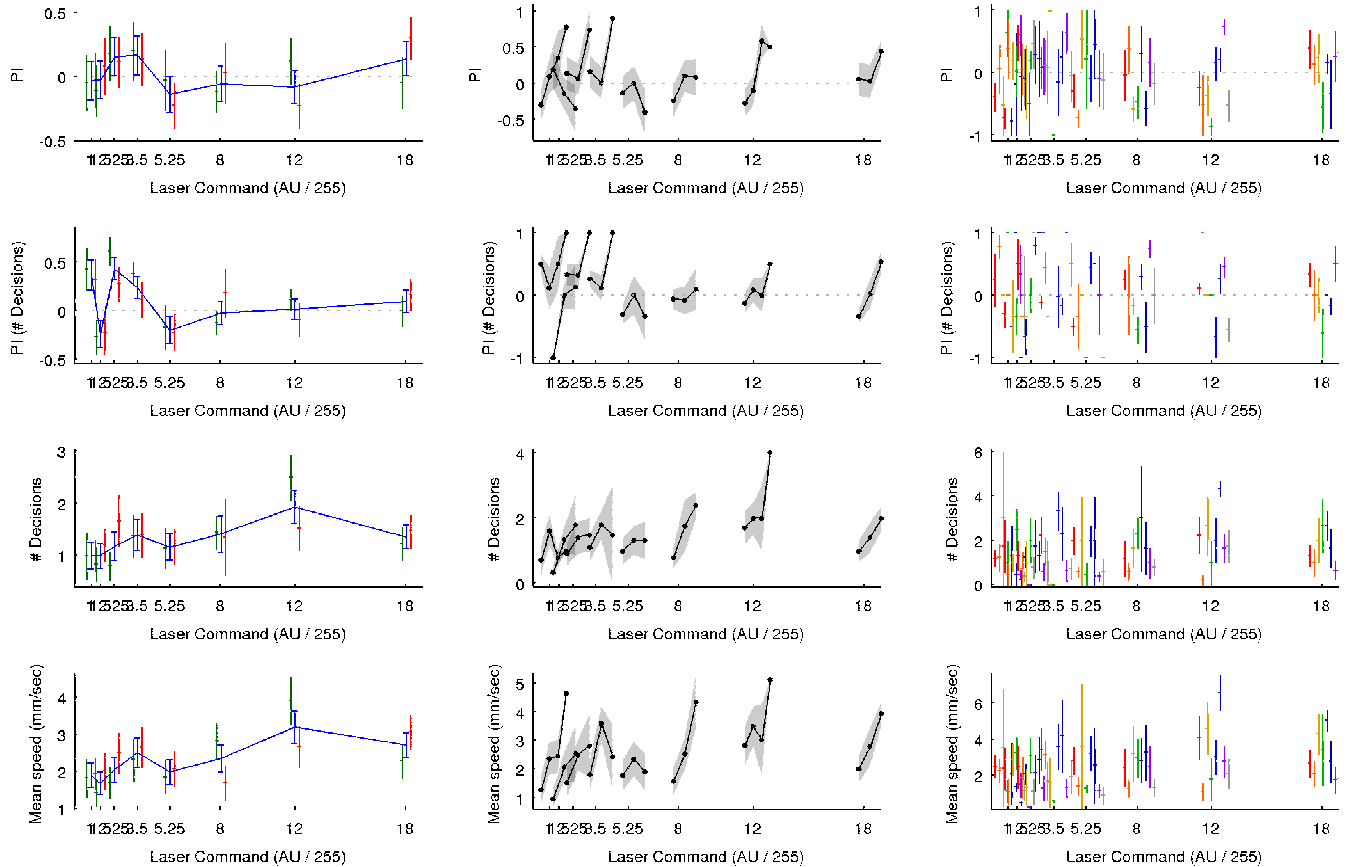 0.5 0.5 1
PI PI PI
0 0 0
-0.5 -0.5 -1
5.25 8 12 18 8 12 18 5.25 8 12 18
Laser Command (AU / 255) Laser Command (AU / 255) Laser Command (AU / 255)
1 1
0.5
PI (# Decisions) PI (# Decisions) PI (# Decisions)
0 0 0
-0.5 -1 -1
5.25 8 12 18 5.25 8 12 18 5.25 8 12 18
Laser Command (AU / 255) Laser Command (AU / 255) Laser Command (AU / 255)
3 4 6
# Decisions # Decisions # Decisions
2 2 4
1 0 2
0
5.25 8 12 18 5.25 8 12 18 5.25 8 12 18
Laser Command (AU / 255) Laser Command (AU / 255) Laser Command (AU / 255)
Mean speed (mm/sec) Mean speed (mm/sec) Mean speed (mm/sec)
4 5 6
3 4 4
2 3 2
1 2
1
5.25 8 12 18 5.25 8 12 18 5.25 8 12 18
Laser Command (AU / 255) Laser Command (AU / 255) Laser Command (AU / 255)